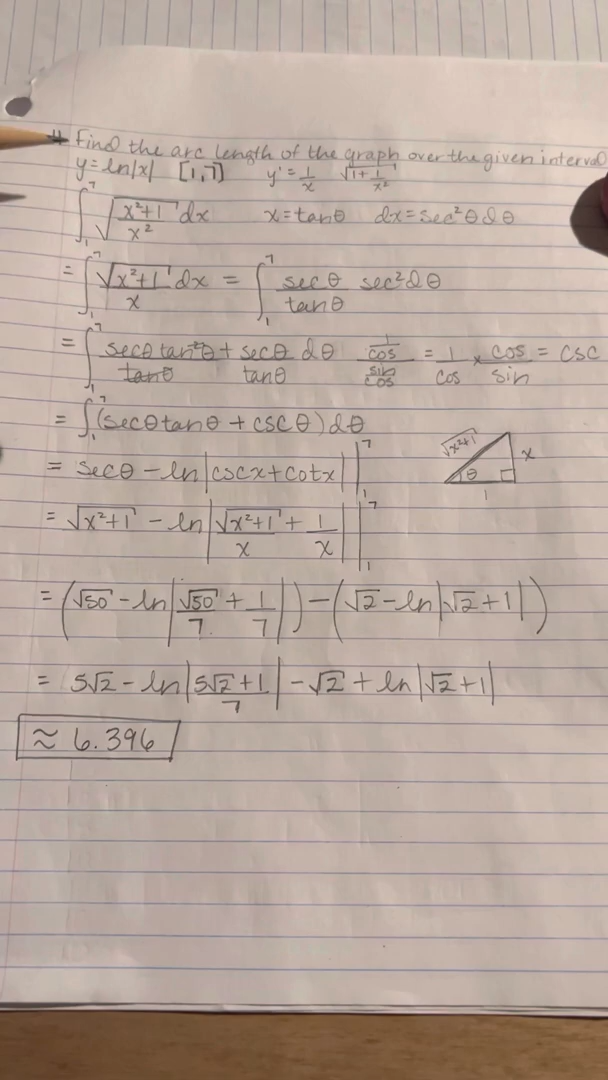 4 Find the arc length of the graph over the given interval
y = ln|x| [1,7] y' = 1/x √(1 + 1/x²)
∫₁⁷ √((x²+1)/x²) dx x = tanθ dx = sec²θ dθ
= ∫₁⁷ √(x²+1)/x dx = ∫₁⁷ secθ/tanθ sec²dθ
= ∫₁⁷ secθ tan²θ/tanθ + secθ/tanθ dθ (1/cos)/(sin/cos) = 1/cos × cos/sin = csc
= ∫₁⁷ (secθ tanθ + cscθ) dθ
= secθ - ln|cscx + cotx| |₁⁷ √(x²+1) x θ 1
= √(x²+1) - ln|√(x²+1)/x + 1/x| |₁⁷
= (√50 - ln|√50/7 + 1/7|) - (√2 - ln|√2 + 1|)
= 5√2 - ln|(5√2 + 1)/7| - √2 + ln|√2 + 1|
≈ 6.396